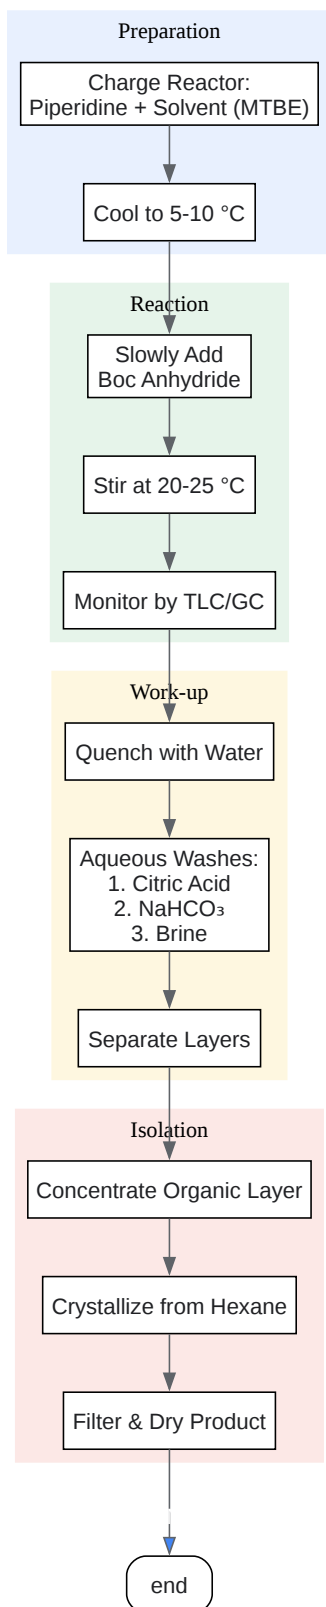 Preparation
Charge Reactor:
Piperidine + Solvent (MTBE)
Cool to 5-10 °C
Reaction
Slowly Add
Boc Anhydride
Stir at 20-25 °C
Monitor by TLC/GC
Work-up
Quench with Water
Aqueous Washes:
1. Citric Acid
2. NaHCO₃
3. Brine
Separate Layers
Isolation
Concentrate Organic Layer
Crystallize from Hexane
Filter & Dry Product
end